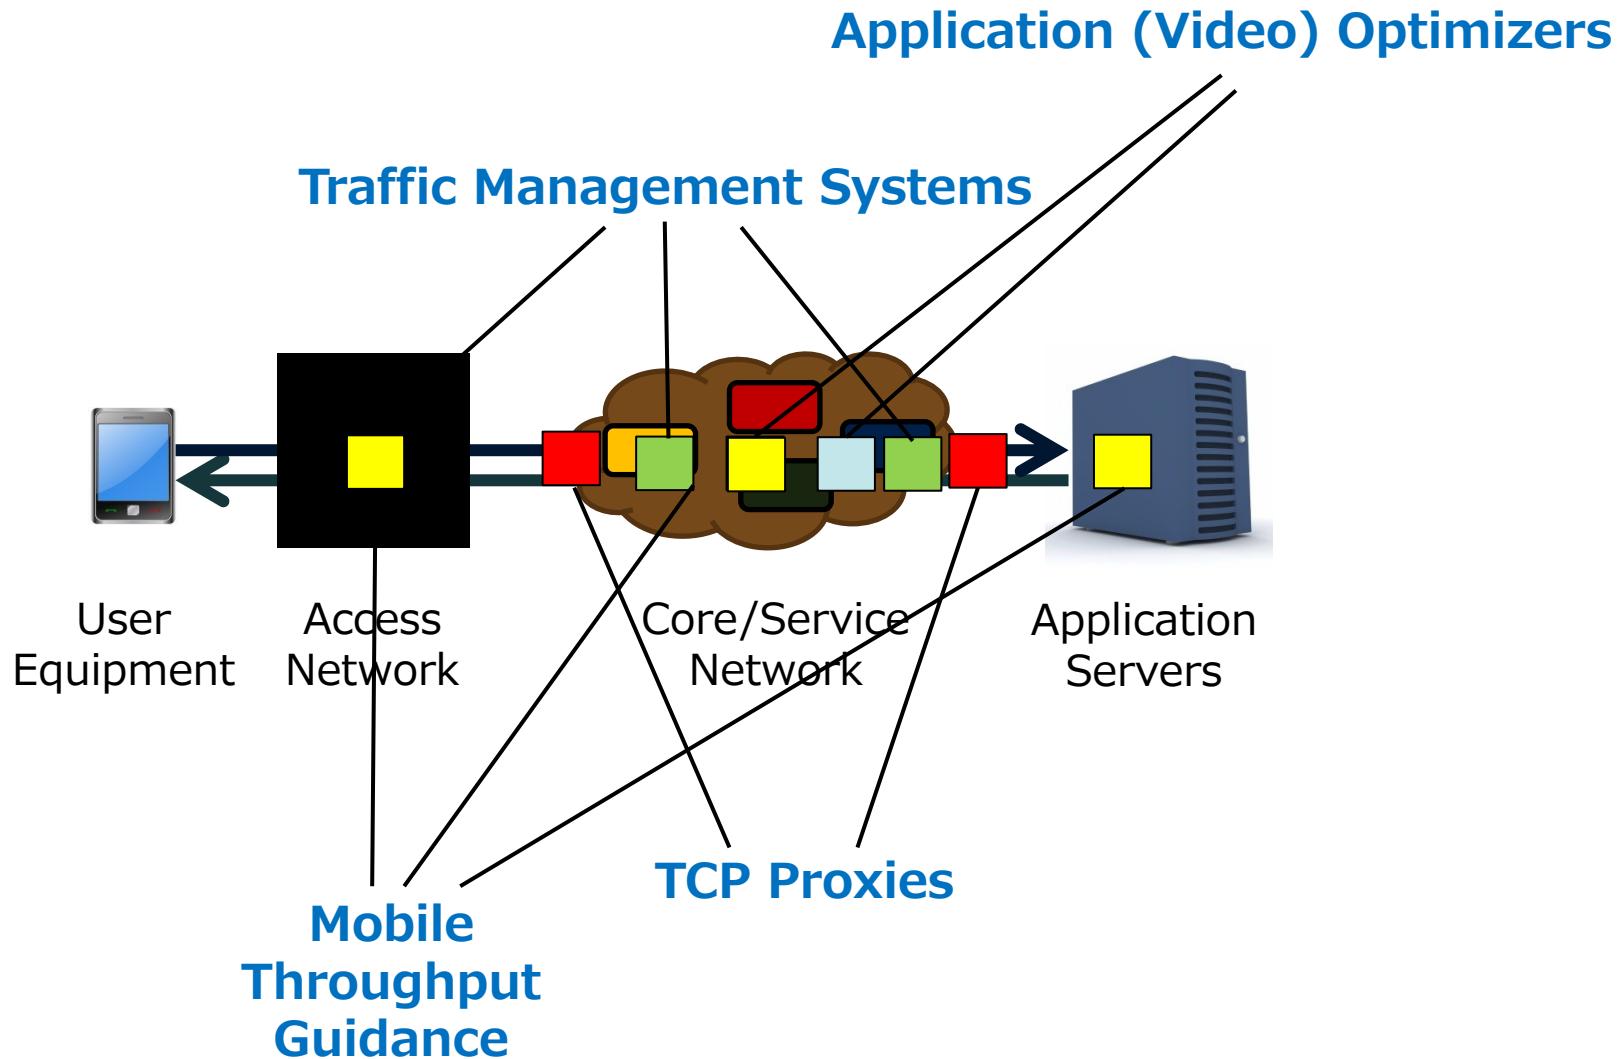 Application (Video) Optimizers
Traffic Management Systems
User
Equipment
Access
Network
Core/Service
Network
Application
Servers
TCP Proxies
Mobile
Throughput
Guidance